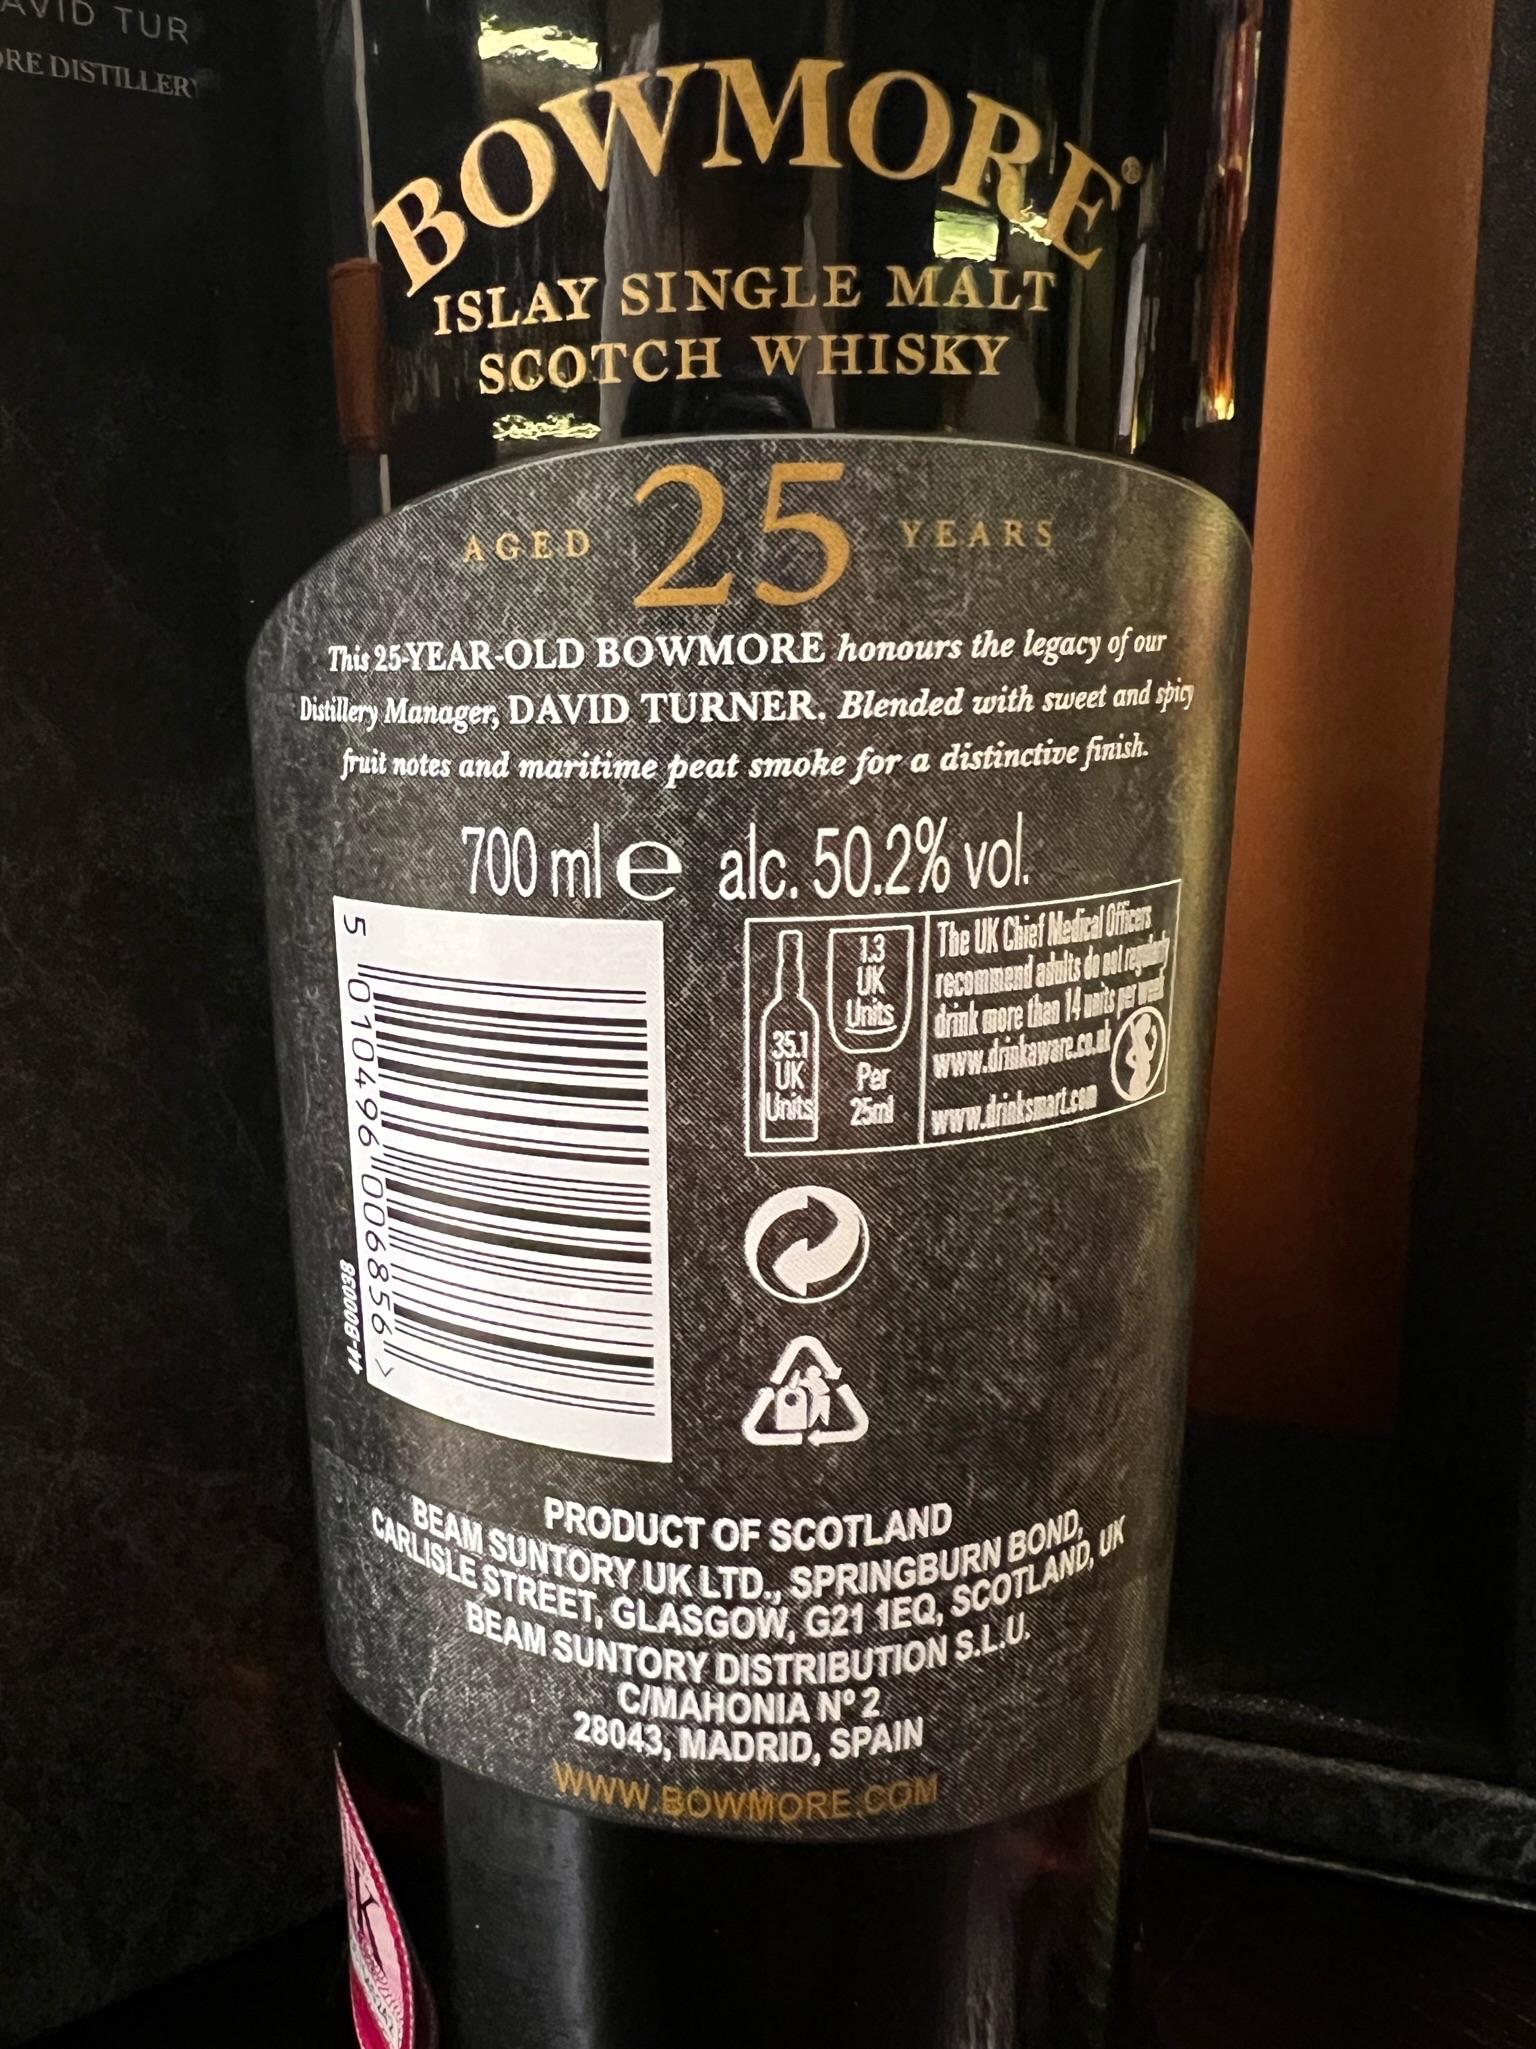 AVID TUR
ORE DISTILLERY
BOWMORE®
ISLAY SINGLE MALT
SCOTCH WHISKY
AGED 25 YEARS
This 25-YEAR-OLD BOWMORE honours the legacy of our
Distillery Manager, DAVID TURNER. Blended with sweet and spicy
fruit notes and maritime peat smoke for a distinctive finish.
700 ml e alc. 50.2% vol.
5 010496 006856 >
44-B00038
35.1
UK
Units
1.3
UK
Units
Per
25ml
The UK Chief Medical Officers
recommend adults do not regularly
drink more than 14 units per week
www.drinkaware.co.uk
www.drinksmart.com
PRODUCT OF SCOTLAND
BEAM SUNTORY UK LTD., SPRINGBURN BOND,
CARLISLE STREET, GLASGOW, G21 1EQ, SCOTLAND, UK
BEAM SUNTORY DISTRIBUTION S.L.U.
C/MAHONIA Nº 2
28043, MADRID, SPAIN
WWW.BOWMORE.COM
K